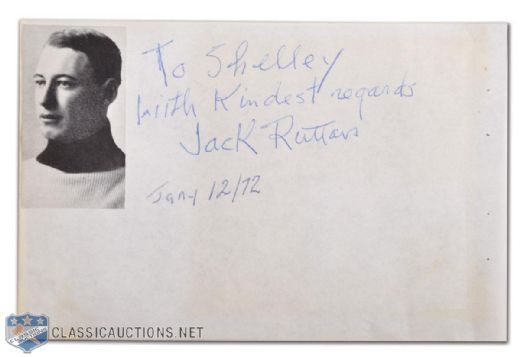 To Shelley
With Kindest regards
Jack Ruttan
Jany 12/72
CLASSICAUCTIONS.NET